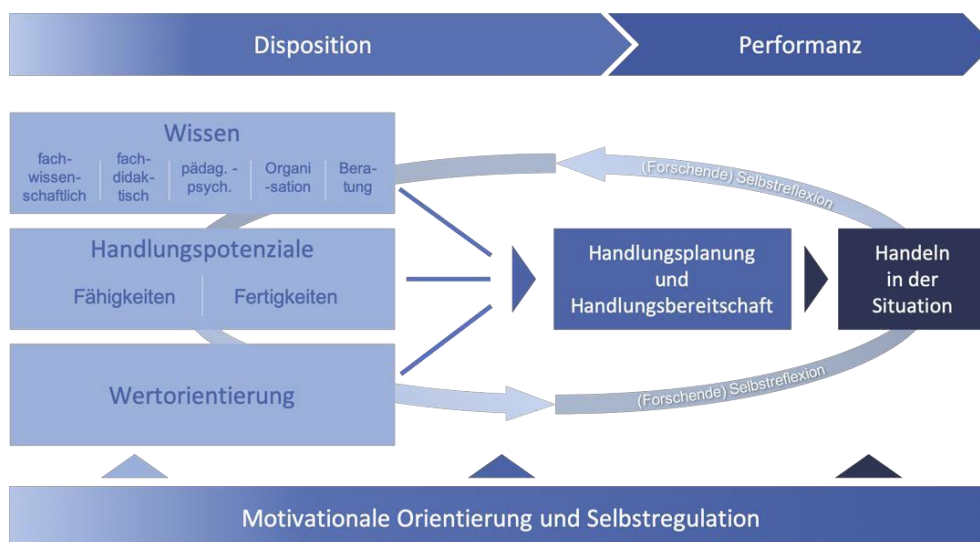 Disposition
Performanz
Wissen
fach-
wissen-
schaftlich
fach-
didak-
tisch
pädag. -
psych.
Organi
-sation
Bera-
tung
(Forschende) Selbstreflexion
Handlungspotenziale
Fähigkeiten
Fertigkeiten
Handlungsplanung
und
Handlungsbereitschaft
Handeln
in der
Situation
Wertorientierung
(Forschende) Selbstreflexion
Motivationale Orientierung und Selbstregulation